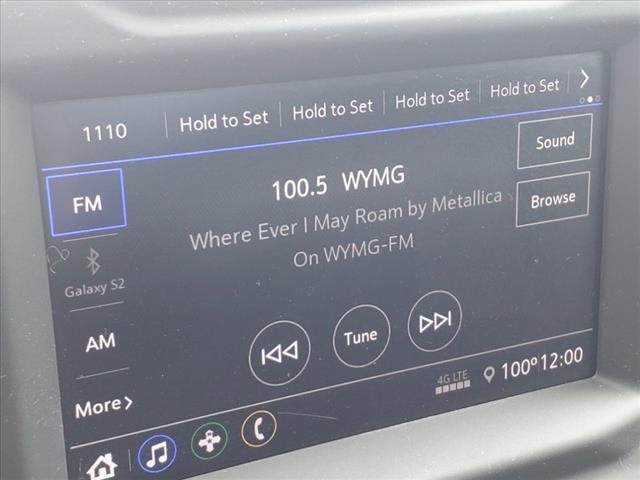 1110 Hold to Set Hold to Set Hold to Set Hold to Set
FM
100.5 WYMG
Sound
Where Ever I May Roam by Metallica
Browse
On WYMG-FM
Galaxy S2
AM
Tune
More
4G LTE
100° 12:00